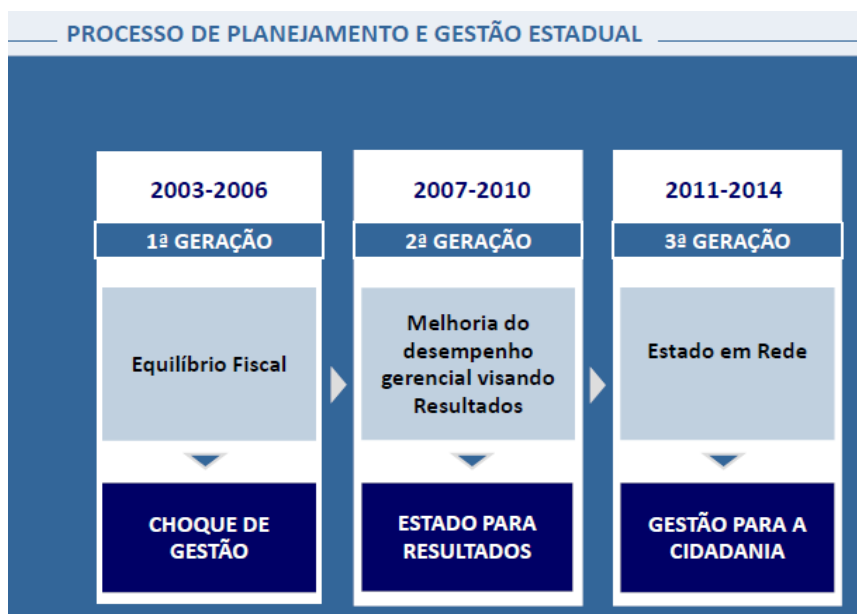 PROCESSO DE PLANEJAMENTO E GESTÃO ESTADUAL
2003-2006
1ª GERAÇÃO
Equilíbrio Fiscal
CHOQUE DE
GESTÃO
2007-2010
2ª GERAÇÃO
Melhoria do
desempenho
gerencial visando
Resultados
ESTADO PARA
RESULTADOS
2011-2014
3ª GERAÇÃO
Estado em Rede
GESTÃO PARA A
CIDADANIA